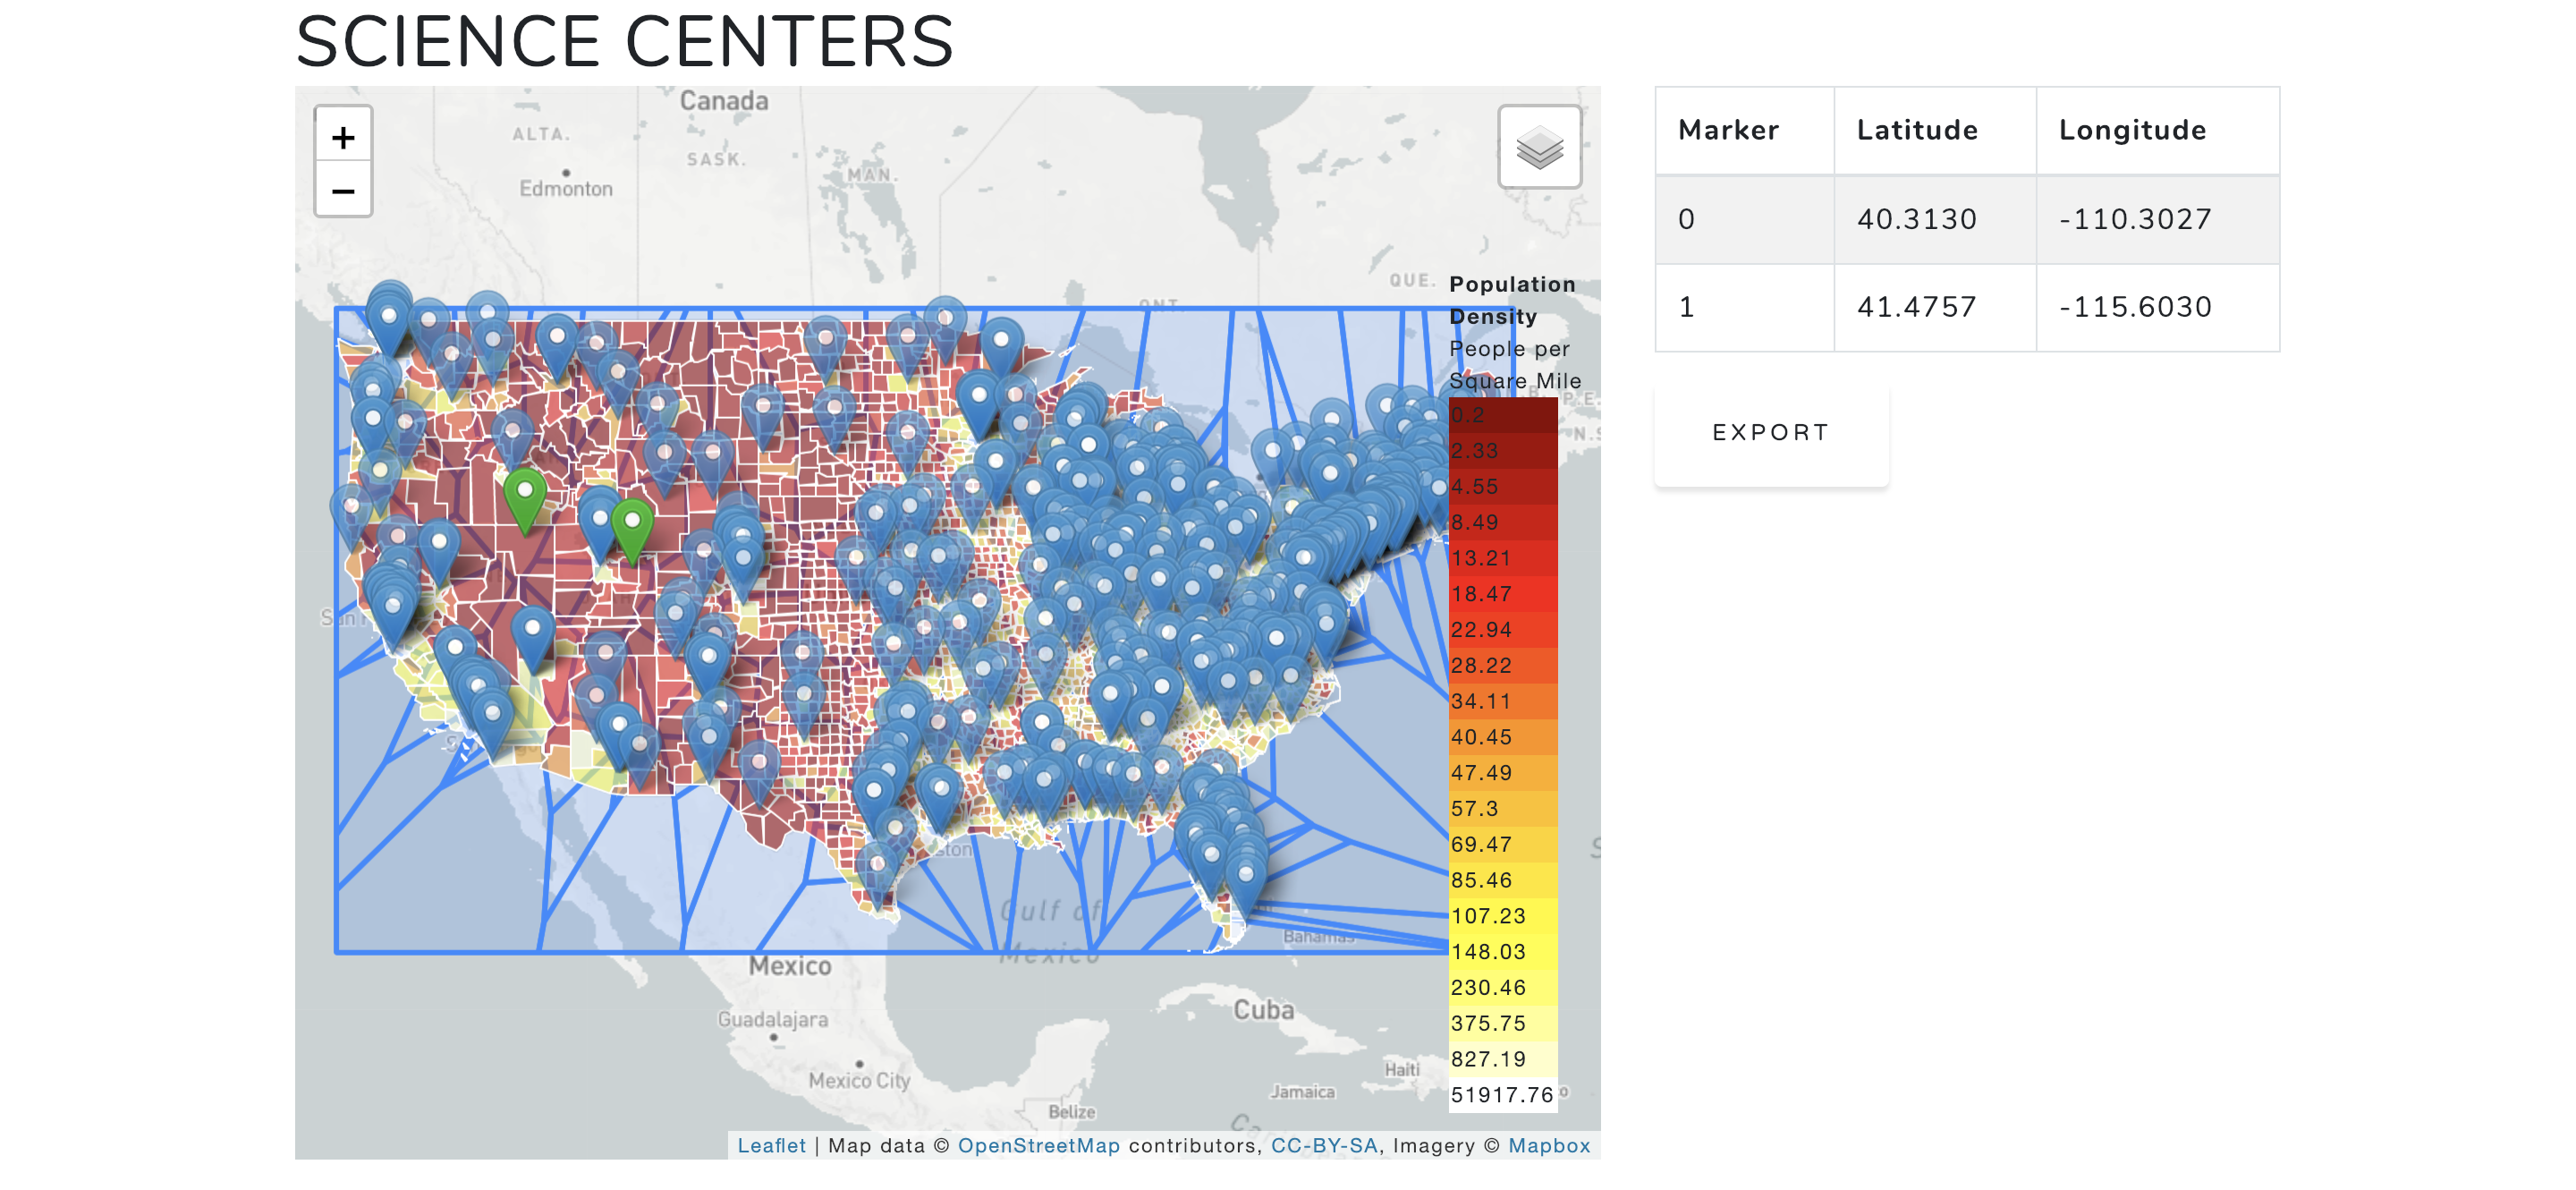 SCIENCE CENTERS
+
−
Canada
ALTA.
SASK.
MAN.
Edmonton
QUE.
ONT.
Population
Density
People per
Square Mile
0.2
2.33
4.55
8.49
13.21
18.47
22.94
28.22
34.11
40.45
47.49
57.3
69.47
85.46
107.23
148.03
230.46
375.75
827.19
51917.76
P.E.
N.S
Gulf of
Mexico
Bahamas
Mexico
Cuba
Guadalajara
Mexico City
Haiti
Jamaica
Belize
Leaflet | Map data © OpenStreetMap contributors, CC-BY-SA, Imagery © Mapbox
Marker Latitude Longitude
0 40.3130 -110.3027
1 41.4757 -115.6030
EXPORT